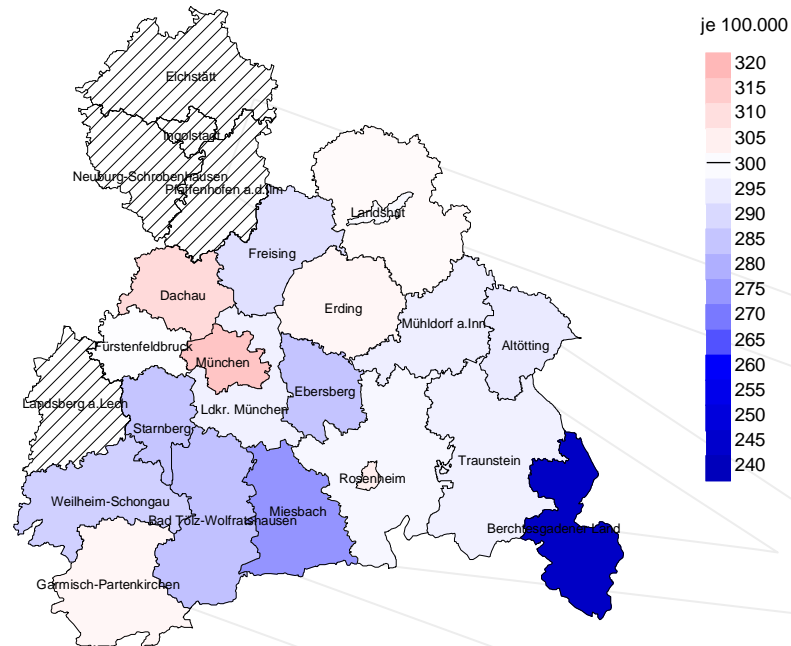 je 100.000
320
315
310
305
300
295
290
285
280
275
270
265
260
255
250
245
240
Eichstätt
Ingolstadt
Neuburg-Schrobenhausen
Pfaffenhofen a.d.Ilm
Landshut
Freising
Dachau
Erding
Mühldorf a.Inn
Altötting
Fürstenfeldbruck
München
Ebersberg
Landsberg a.Lech
Ldkr. München
Starnberg
Traunstein
Rosenheim
Weilheim-Schongau
Miesbach
Bad Tölz-Wolfratshausen
Berchtesgadener Land
Garmisch-Partenkirchen